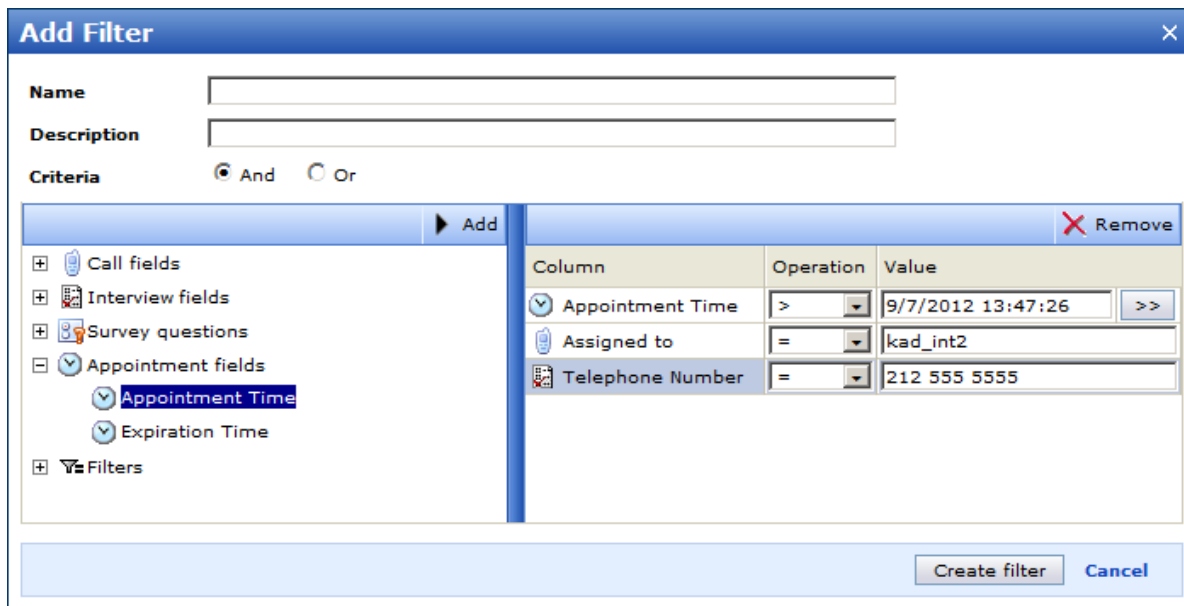 Add Filter
Name
Description
Criteria And Or
Add
Remove
Call fields
Interview fields
Survey questions
Appointment fields
Appointment Time
Expiration Time
Filters
Column Operation Value
Appointment Time > 9/7/2012 13:47:26 >>
Assigned to = kad_int2
Telephone Number = 212 555 5555
Create filter Cancel